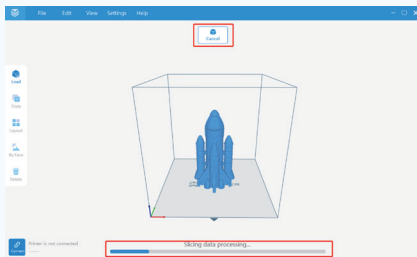 File Edit View Settings Help
Cancel
Load
Copy
Layout
By Face
Delete
Connect
Printer is not connected
Slicing data processing...